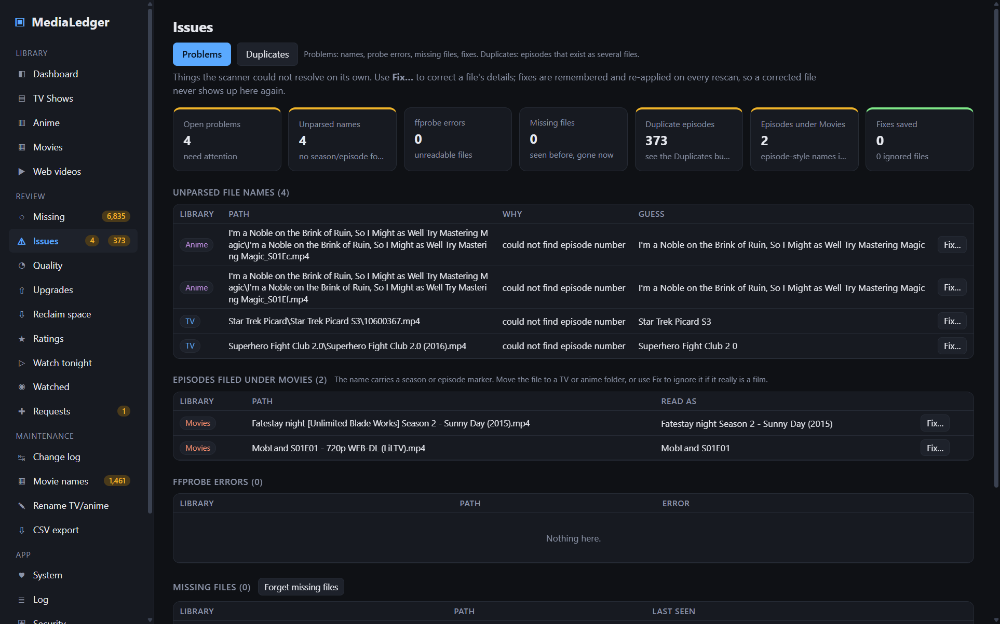 MediaLedger
LIBRARY
Dashboard
TV Shows
Anime
Movies
Web videos
REVIEW
Missing 6,835
Issues 4 373
Quality
Upgrades
Reclaim space
Ratings
Watch tonight
Watched
Requests 1
MAINTENANCE
Change log
Movie names 1,461
Rename TV/anime
CSV export
APP
System
Log
Security
Issues
Problems Duplicates Problems: names, probe errors, missing files, fixes. Duplicates: episodes that exist as several files.
Things the scanner could not resolve on its own. Use Fix... to correct a file's details; fixes are remembered and re-applied on every rescan, so a corrected file
never shows up here again.
Open problems
4
need attention
Unparsed names
4
no season/episode fo...
ffprobe errors
0
unreadable files
Missing files
0
seen before, gone now
Duplicate episodes
373
see the Duplicates bu...
Episodes under Movies
2
episode-style names i...
Fixes saved
0
0 ignored files
UNPARSED FILE NAMES (4)
LIBRARY PATH WHY GUESS
Anime
I'm a Noble on the Brink of Ruin, So I Might as Well Try Mastering M
agic\I'm a Noble on the Brink of Ruin, So I Might as Well Try Masteri
ng Magic_S01Ec.mp4
could not find episode number
I'm a Noble on the Brink of Ruin, So I Might as Well Try Mastering Magic
Fix...
Anime
I'm a Noble on the Brink of Ruin, So I Might as Well Try Mastering M
agic\I'm a Noble on the Brink of Ruin, So I Might as Well Try Masteri
ng Magic_S01Ef.mp4
could not find episode number
I'm a Noble on the Brink of Ruin, So I Might as Well Try Mastering Magic
Fix...
TV Star Trek Picard\Star Trek Picard S3\10600367.mp4 could not find episode number Star Trek Picard S3 Fix...
TV Superhero Fight Club 2.0\Superhero Fight Club 2.0 (2016).mp4 could not find episode number Superhero Fight Club 2 0 Fix...
EPISODES FILED UNDER MOVIES (2) The name carries a season or episode marker. Move the file to a TV or anime folder, or use Fix to ignore it if it really is a film.
LIBRARY PATH READ AS
Movies Fatestay night [Unlimited Blade Works] Season 2 - Sunny Day (2015).mp4 Fatestay night Season 2 - Sunny Day (2015) Fix...
Movies MobLand S01E01 - 720p WEB-DL (LiLTV).mp4 MobLand S01E01 Fix...
FFPROBE ERRORS (0)
LIBRARY PATH ERROR
Nothing here.
MISSING FILES (0) Forget missing files
LIBRARY PATH LAST SEEN